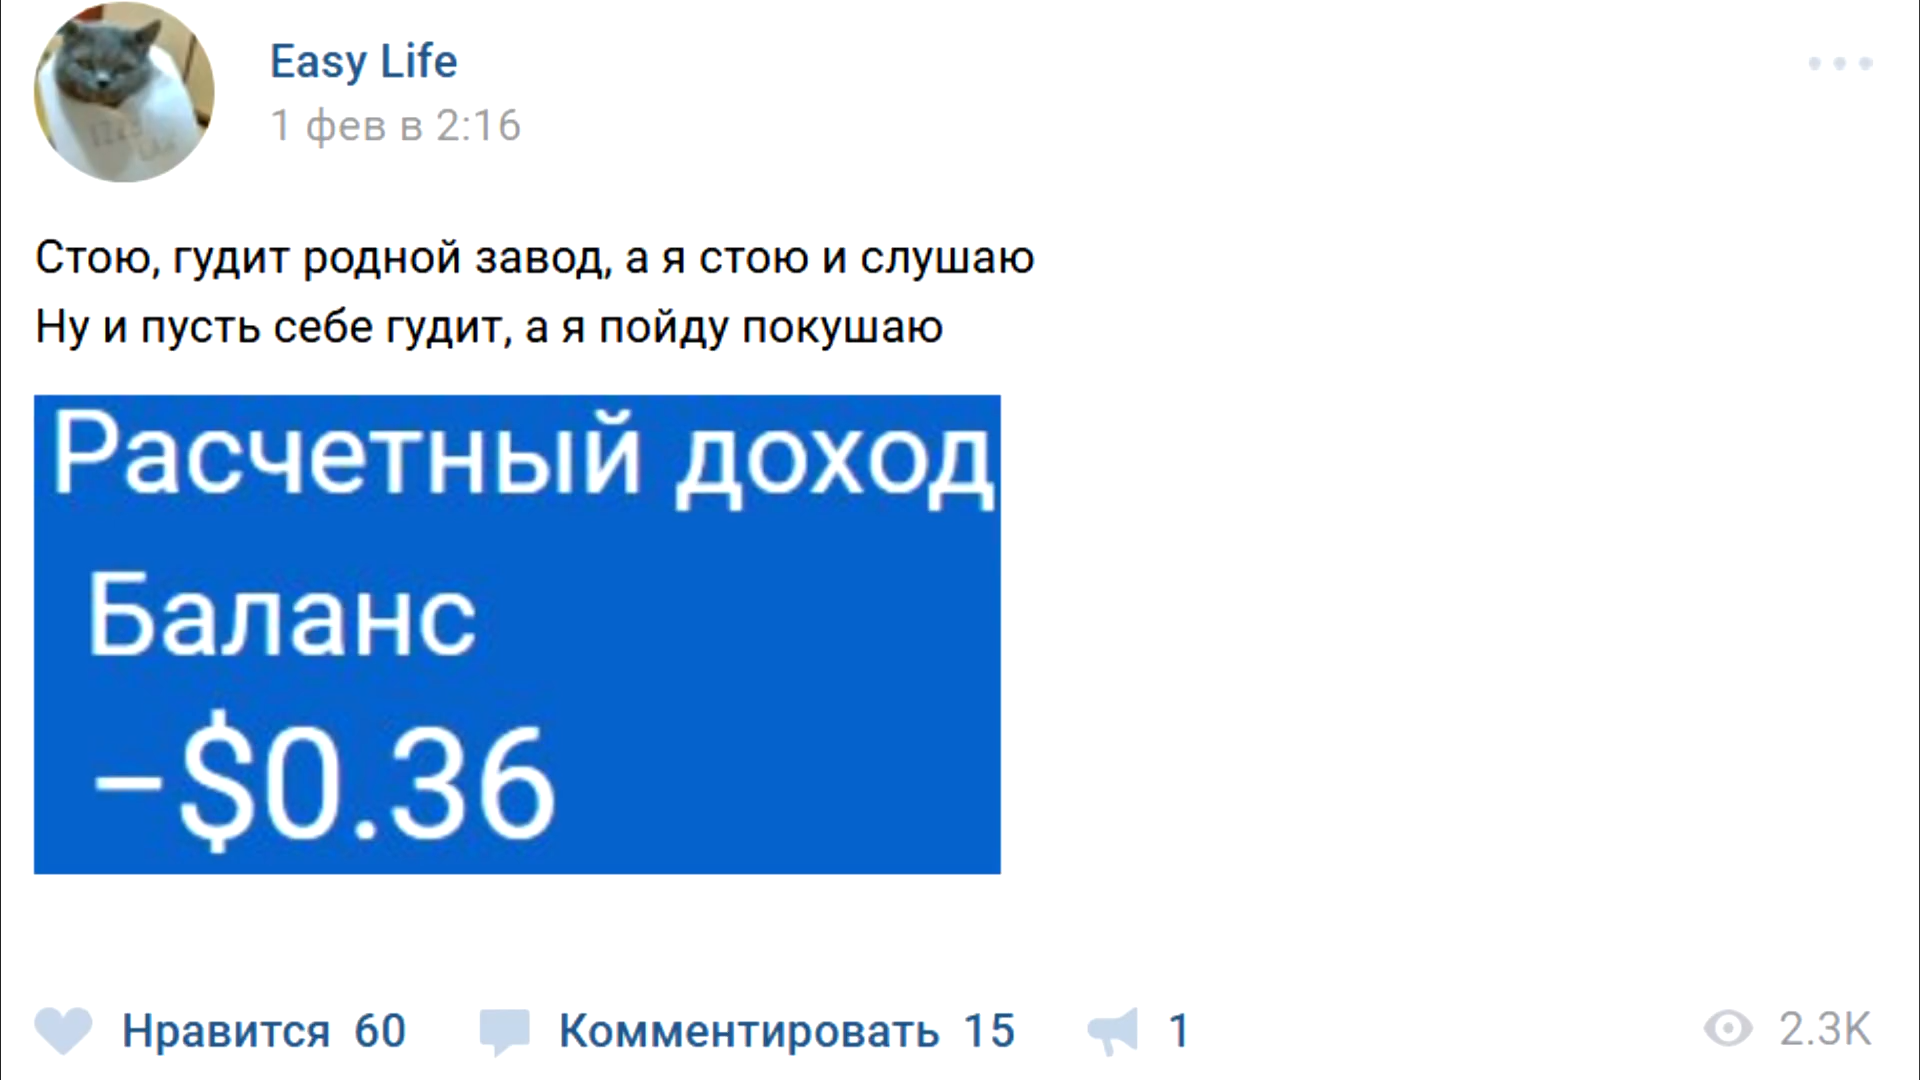 Easy Life
1 фев в 2:16
Стою, гудит родной завод, а я стою и слушаю
Ну и пусть себе гудит, а я пойду покушаю
Расчетный доход
Баланс
–$0.36
Нравится 60 Комментировать 15 1 2.3K